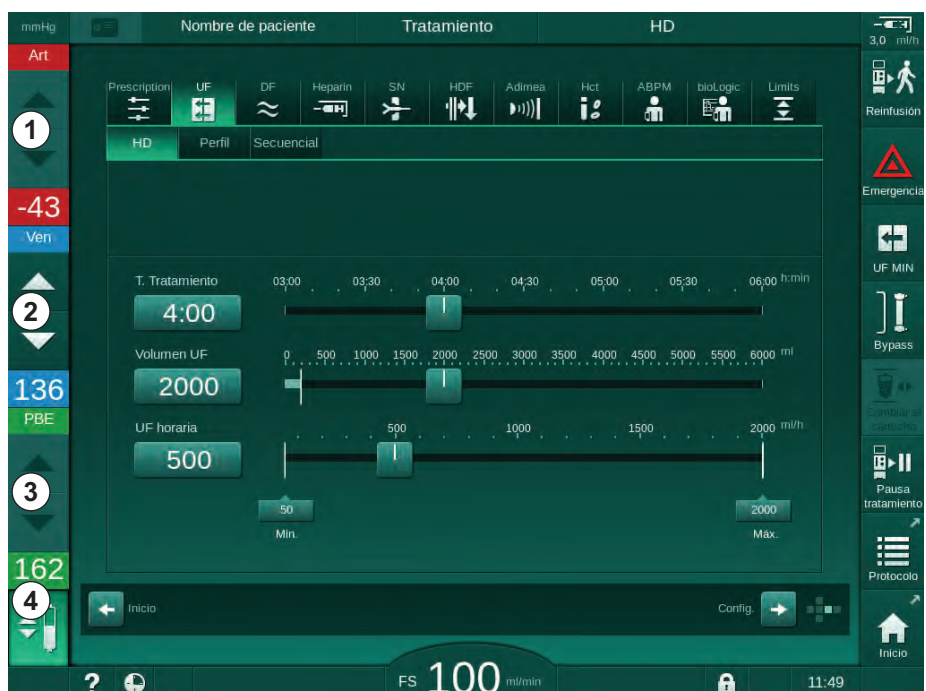 mmHg
Nombre de paciente
Tratamiento
HD
3,0 ml/h
Art
1
-43
Ven
2
136
PBE
3
162
4
Prescription
UF
DF
Heparin
SN
HDF
Adimea
Hct
ABPM
bioLogic
Limits
HD
Perfil
Secuencial
T. Tratamiento
4:00
03:00 03:30 04:00 04:30 05:00 05:30 06:00 h:min
Volumen UF
2000
0 500 1000 1500 2000 2500 3000 3500 4000 4500 5000 5500 6000 ml
UF horaria
500
500 1000 1500 2000 ml/h
50
Mín.
2000
Máx.
Inicio
Config.
Reinfusión
Emergencia
UF MIN
Bypass
Cambiar el
cartucho
Pausa
tratamiento
Protocolo
Inicio
?
FS 100 ml/min
11:49